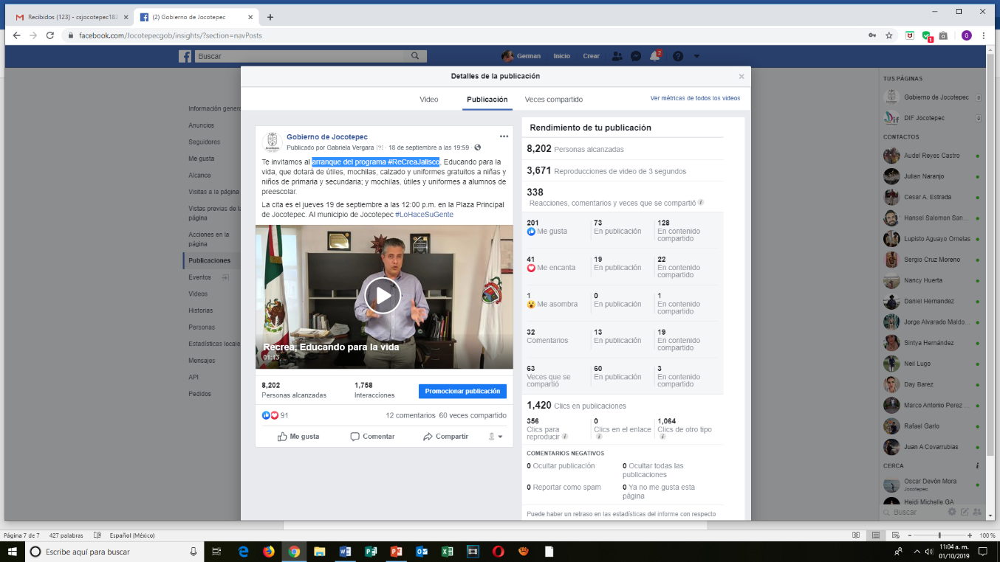 Recibidos (123) - csjocotepec182
(2) Gobierno de Jocotepec
facebook.com/Jocotepecgob/insights/?section=navPosts
Buscar
German
Inicio
Crear
2
Detalles de la publicación
Video
Publicación
Veces compartido
Ver métricas de todos los videos
Información genera
Anuncios
Seguidores
Me gusta
Alcance
Visitas a la página
Vistas previas de la
página
Acciones en la
página
Publicaciones
Eventos
Videos
Historias
Personas
Estadísticas locale
Mensajes
API
Pedidos
Gobierno de Jocotepec
Publicado por Gabriela Vergara [?] · 18 de septiembre a las 19:59 ·
Te invitamos al arranque del programa #ReCreaJalisco, Educando para la
vida, que dotará de útiles, mochilas, calzado y uniformes gratuitos a niñas y
niños de primaria y secundaria; y mochilas, útiles y uniformes a alumnos de
preescolar.
La cita es el jueves 19 de septiembre a las 12:00 p.m. en la Plaza Principal
de Jocotepec. Al municipio de Jocotepec #LoHaceSuGente
Recrea, Educando para la vida
01:13
8,202
Personas alcanzadas
1,758
Interacciones
Promocionar publicación
91
12 comentarios 60 veces compartido
Me gusta
Comentar
Compartir
Rendimiento de tu publicación
8,202 Personas alcanzadas
3,671 Reproducciones de video de 3 segundos
338
Reacciones, comentarios y veces que se compartió
201
Me gusta
73
En publicación
128
En contenido
compartido
41
Me encanta
19
En publicación
22
En contenido
compartido
1
Me asombra
0
En publicación
1
En contenido
compartido
32
Comentarios
13
En publicación
19
En contenido
compartido
63
Veces que se
compartió
60
En publicación
3
En contenido
compartido
1,420 Clics en publicaciones
356
Clics para
reproducir
0
Clics en el enlace
1,064
Clics de otro tipo
COMENTARIOS NEGATIVOS
0 Ocultar publicación
0 Ocultar todas las
publicaciones
0 Reportar como spam
0 Ya no me gusta esta
página
Puede haber un retraso en las estadísticas del informe con respecto
TUS PÁGINAS
Gobierno de Jocotepec
DIF Jocotepec
CONTACTOS
Audel Reyes Castro
Julian Naranjo
Cesar A. Estrada
Hansel Salomon San...
Lupisto Aguayo Ornelas
Sergio Cruz Moreno
Nancy Huerta
Daniel Hernandez
Jorge Alvarado Maldo...
Sintya Hernández
Neil Lugo
Day Barez
Marco Antonio Perez ...
Rafael Garlo
Juan A Covarrubias
CERCA
Oscar Devón Mora
Jocotepec
Heidi Michelle GA
Buscar
Página 7 de 7
427 palabras
Español (México)
100 %
Escribe aquí para buscar
11:04 a. m.
01/10/2019